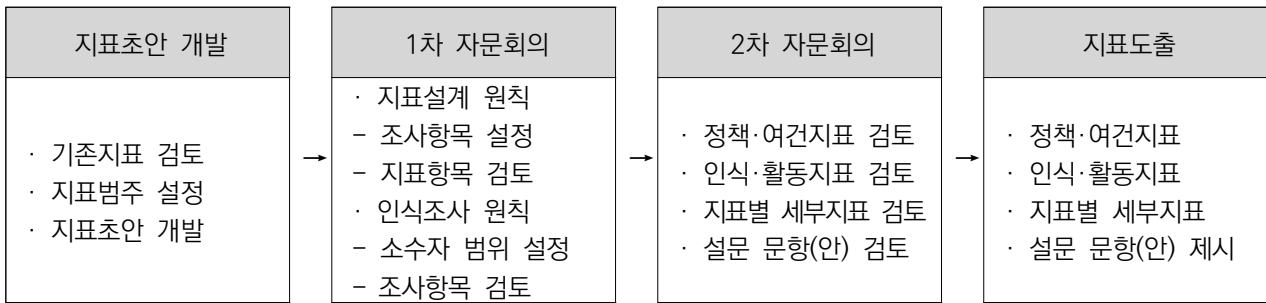 지표초안 개발
· 기존지표 검토
· 지표범주 설정
· 지표초안 개발
→
1차 자문회의
· 지표설계 원칙
– 조사항목 설정
– 지표항목 검토
· 인식조사 원칙
– 소수자 범위 설정
– 조사항목 검토
→
2차 자문회의
· 정책·여건지표 검토
· 인식·활동지표 검토
· 지표별 세부지표 검토
· 설문 문항(안) 검토
→
지표도출
· 정책·여건지표
· 인식·활동지표
· 지표별 세부지표
· 설문 문항(안) 제시